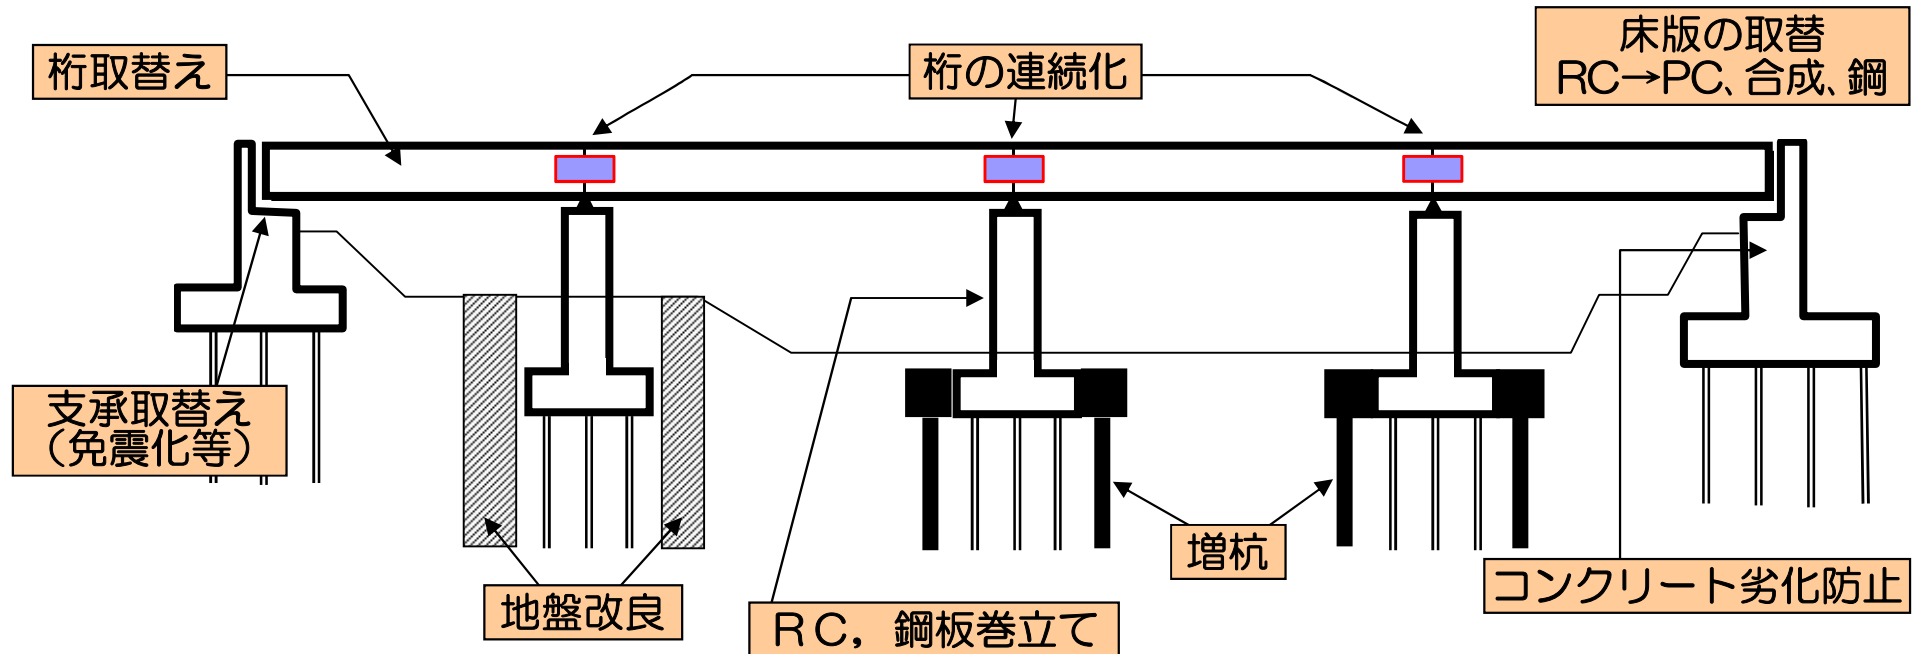 桁取替え
桁の連続化
床版の取替
RC→PC、合成、鋼
支承取替え
（免震化等）
地盤改良
ＲＣ，鋼板巻立て
増杭
コンクリート劣化防止